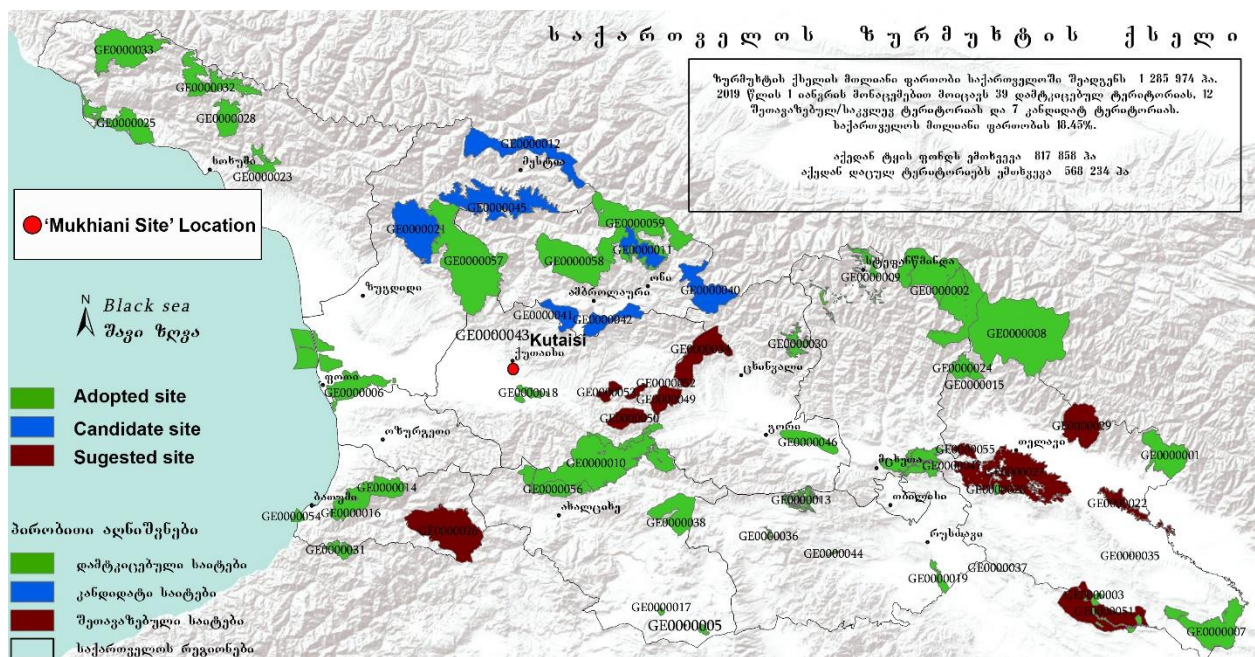 საქართველოს ზურმუხტის ქსელი
ზურმუხტის ქსელის მოლიანი ფართობი საქართველოში შეადგენს 1 285 974 ჰა.
2019 წლის 1 იანვრის მონაცემებით მოიცავს 39 დამტკიცებულ ტერიტორიას, 12
შეთავაზებულ/საკვლევ ტერიტორიას და 7 კანდიდატ ტერიტორიას.
საქართველოს მოლიანი ფართობის 18.45%.
აქედან ტყის ფონდს ემთხვევა 817 858 ჰა
აქედან დაცულ ტერიტორიებს ემთხვევა 568 234 ჰა
GE0000033
GE0000032
GE0000025
GE0000028
სოხუმი
GE0000023
GE0000012
მესტია
'Mukhiani Site' Location
GE0000045
GE0000021
GE0000059
GE0000011
GE0000057
GE0000058
სტეფანწმინდა
GE0000009
GE0000002
ონი
GE0000040
ზუგდიდი
ამბროლაური
N
Black sea
შავი ზღვა
GE0000041
GE0000042
GE0000043
Kutaisi
ქუთაისი
GE0000030
GE0000008
GE0000024
GE0000015
ცხინვალი
ფოთი
GE0000006
GE0000018
GE0000049
GE0000050
Adopted site
Candidate site
Sugested site
ოზურგეთი
გორი
GE0000046
GE0000029
GE0000055
თელავი
GE0000001
GE0000010
მცხეთა
GE0000014
GE0000056
ბათუმი
GE0000016
GE0000054
ახალციხე
GE0000013
თბილისი
GE0000022
GE0000038
GE0000036
GE0000031
GE0000044
რუსთავი
GE0000035
GE0000037
GE0000019
GE0000003
GE0000051
GE0000007
GE0000017
GE0000005
პირობითი აღნიშვნები
დამტკიცებული საიტები
კანდიდატი საიტები
შეთავაზებული საიტები
საქართველოს რეგიონები